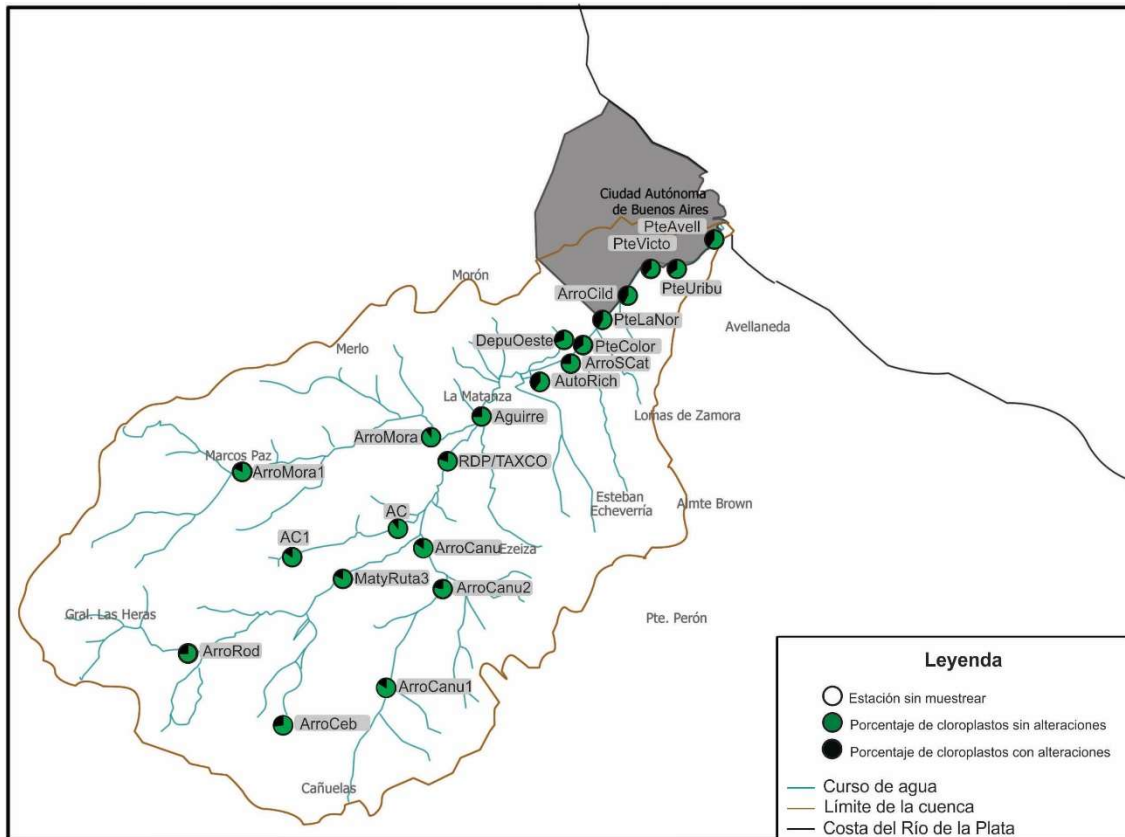 Ciudad Autónoma
de Buenos Aires
PteAvell
PteVicto
PteUribu
Morón
ArroCild
PteLaNor
Avellaneda
DepuOeste
PteColor
Merlo
ArroSCat
AutoRich
La Matanza
Lomas de Zamora
Aguirre
ArroMora
Marcos Paz
RDP/TAXCO
ArroMora1
Esteban
Echeverría
Almte Brown
AC
AC1
ArroCanu
Ezeiza
MatyRuta3
ArroCanu2
Gral. Las Heras
Pte. Perón
ArroRod
ArroCanu1
ArroCeb
Cañuelas
Leyenda
Estación sin muestrear
Porcentaje de cloroplastos sin alteraciones
Porcentaje de cloroplastos con alteraciones
Curso de agua
Límite de la cuenca
Costa del Río de la Plata